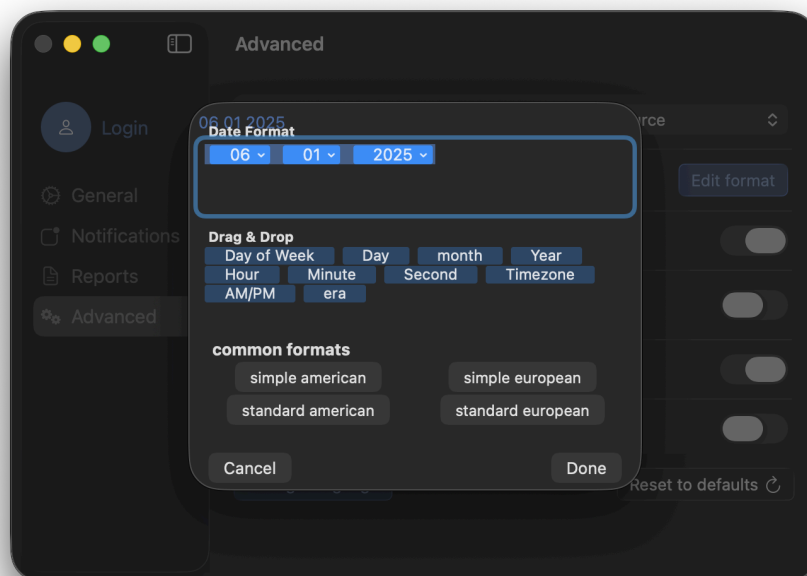 Advanced
Login
General
Notifications
Reports
Advanced
06 01 2025
Date Format
06 01 2025
Drag & Drop
Day of Week Day month Year
Hour Minute Second Timezone
AM/PM era
common formats
simple american simple european
standard american standard european
Cancel Done
Edit format
Reset to defaults